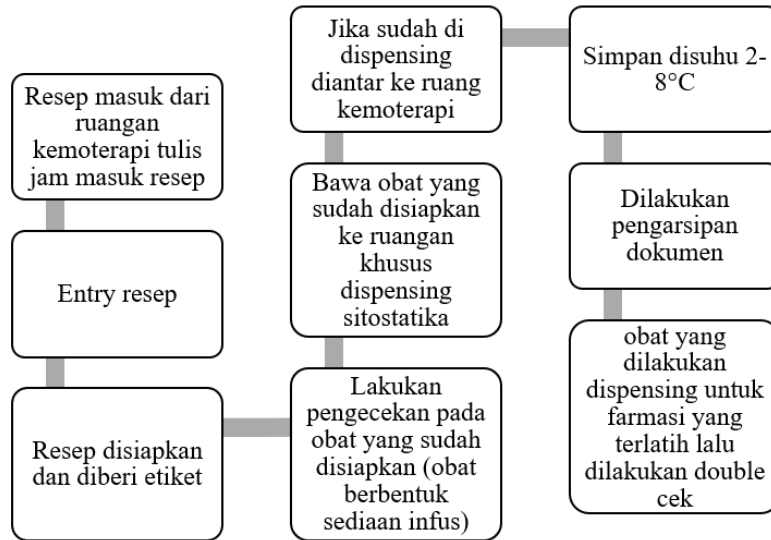 Resep masuk dari
ruangan
kemoterapi tulis
jam masuk resep
Entry resep
Resep disiapkan
dan diberi etiket
Lakukan
pengecekan pada
obat yang sudah
disiapkan (obat
berbentuk
sediaan infus)
Bawa obat yang
sudah disiapkan
ke ruangan
khusus
dispensing
sitostatika
Jika sudah di
dispensing
diantar ke ruang
kemoterapi
Simpan disuhu 2-
8°C
Dilakukan
pengarsipan
dokumen
obat yang
dilakukan
dispensing untuk
farmasi yang
terlatih lalu
dilakukan double
cek